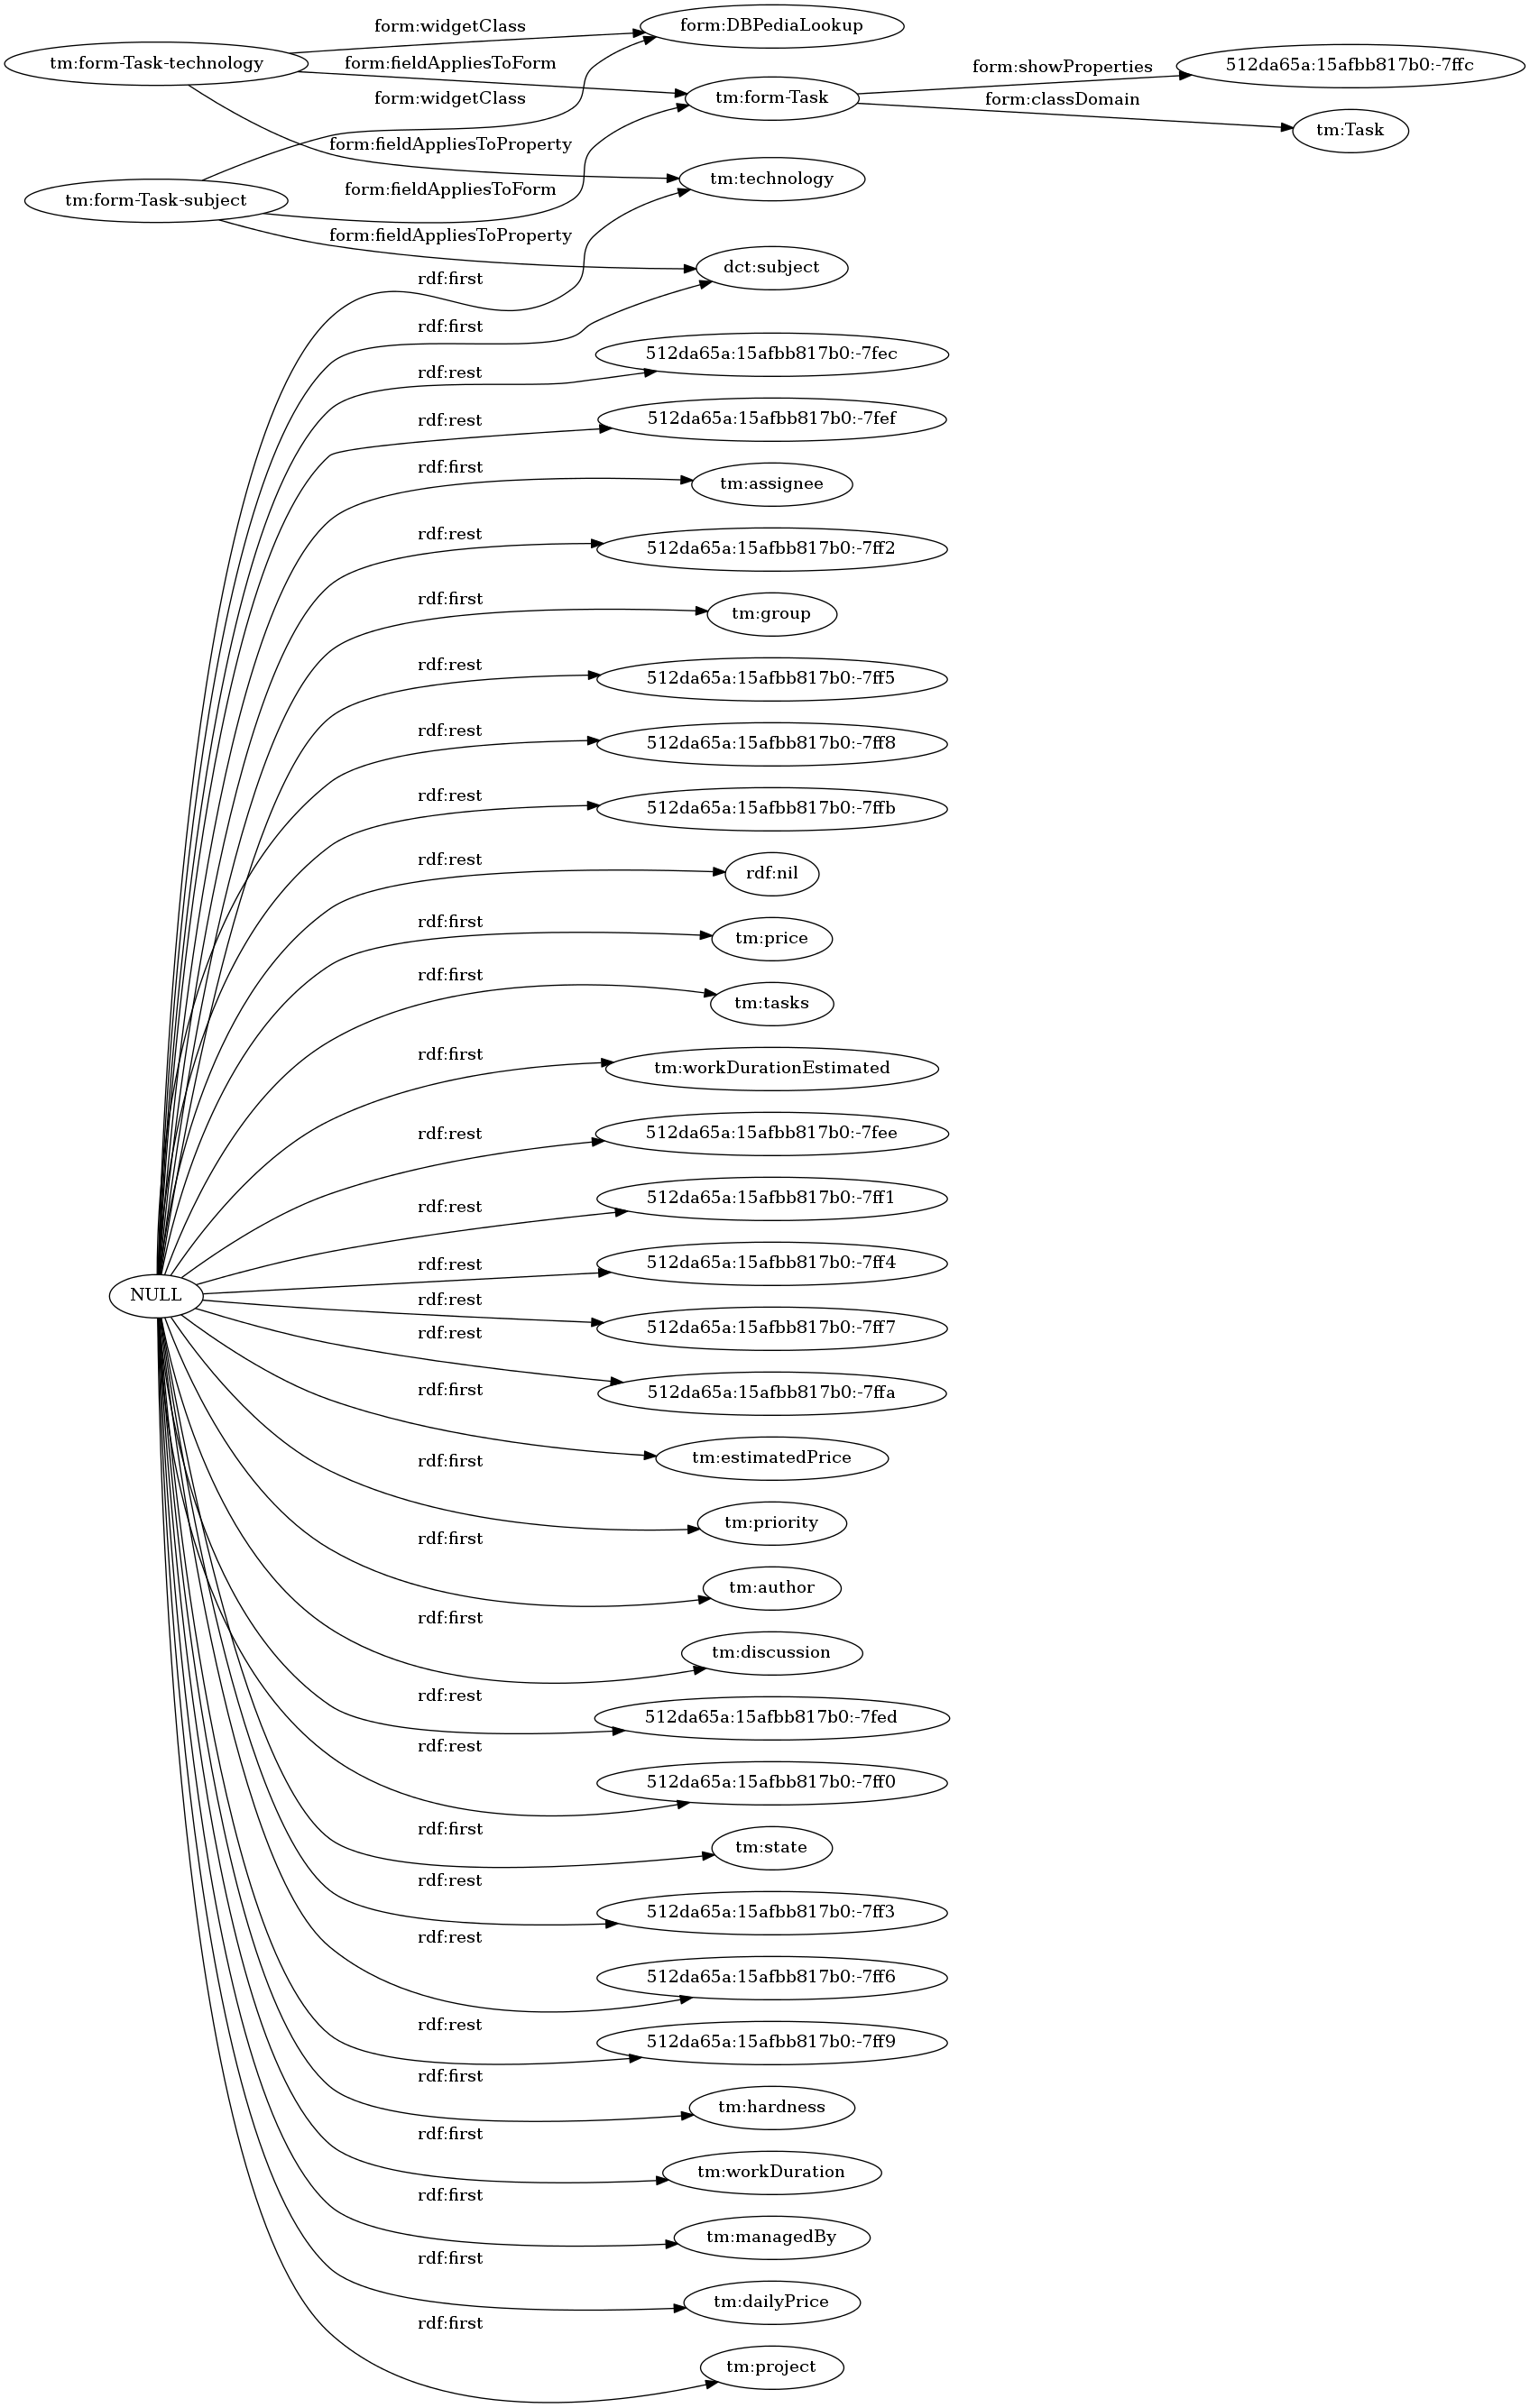 form:widgetClass
form:DBPediaLookup
tm:form-Task-technology
form:fieldAppliesToForm
form:showProperties
512da65a:15afbb817b0:-7ffc
form:widgetClass
tm:form-Task
form:classDomain
tm:Task
form:fieldAppliesToProperty
tm:technology
tm:form-Task-subject
form:fieldAppliesToForm
form:fieldAppliesToProperty
dct:subject
rdf:first
rdf:first
512da65a:15afbb817b0:-7fec
rdf:rest
512da65a:15afbb817b0:-7fef
rdf:rest
rdf:first
tm:assignee
rdf:rest
512da65a:15afbb817b0:-7ff2
rdf:first
tm:group
rdf:rest
512da65a:15afbb817b0:-7ff5
rdf:rest
512da65a:15afbb817b0:-7ff8
rdf:rest
512da65a:15afbb817b0:-7ffb
rdf:rest
rdf:nil
rdf:first
tm:price
rdf:first
tm:tasks
rdf:first
tm:workDurationEstimated
rdf:rest
512da65a:15afbb817b0:-7fee
rdf:rest
512da65a:15afbb817b0:-7ff1
rdf:rest
512da65a:15afbb817b0:-7ff4
NULL
rdf:rest
512da65a:15afbb817b0:-7ff7
rdf:rest
512da65a:15afbb817b0:-7ffa
rdf:first
tm:estimatedPrice
rdf:first
tm:priority
rdf:first
tm:author
rdf:first
tm:discussion
rdf:rest
512da65a:15afbb817b0:-7fed
rdf:rest
512da65a:15afbb817b0:-7ff0
rdf:first
tm:state
rdf:rest
512da65a:15afbb817b0:-7ff3
rdf:rest
512da65a:15afbb817b0:-7ff6
rdf:rest
512da65a:15afbb817b0:-7ff9
rdf:first
tm:hardness
rdf:first
tm:workDuration
rdf:first
tm:managedBy
rdf:first
tm:dailyPrice
rdf:first
tm:project